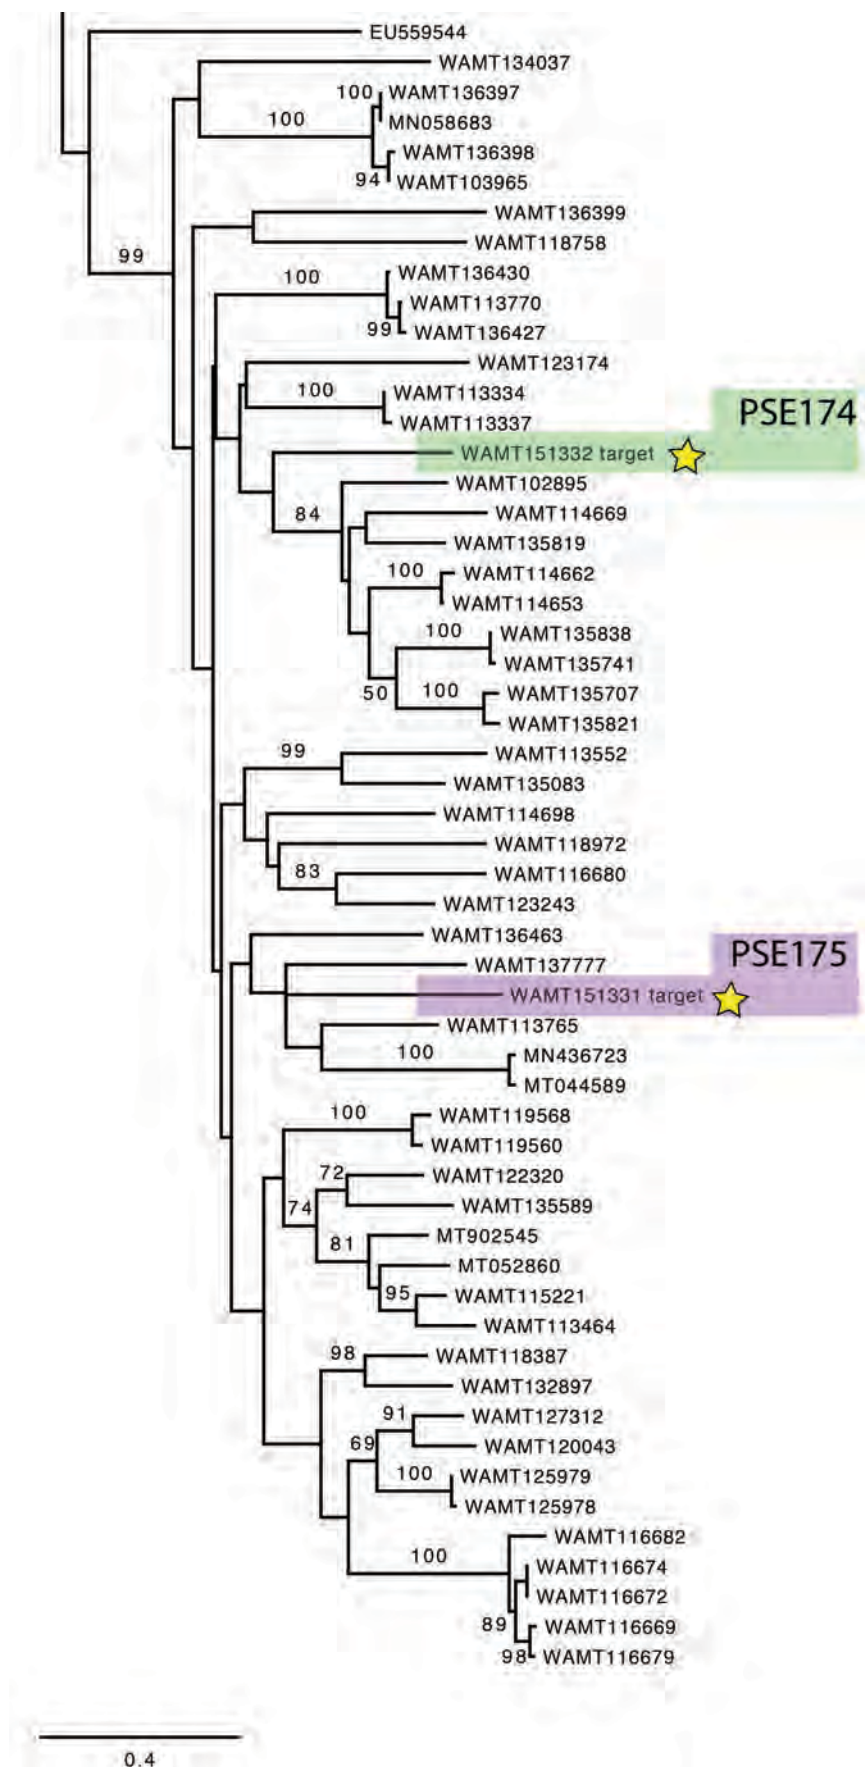 EU559544
WAMT134037
100
WAMT136397
100
MN058683
WAMT136398
94
WAMT103965
WAMT136399
WAMT118758
99
100
WAMT136430
WAMT113770
99
WAMT136427
WAMT123174
100
WAMT113334
PSE174
WAMT113337
WAMT151332 target
WAMT102895
84
WAMT114669
WAMT135819
100
WAMT114662
WAMT114653
100
WAMT135838
WAMT135741
50
100
WAMT135707
WAMT135821
99
WAMT113552
WAMT135083
WAMT114698
WAMT118972
83
WAMT116680
WAMT123243
WAMT136463
PSE175
WAMT137777
WAMT151331 target
WAMT113765
100
MN436723
MT044589
100
WAMT119568
WAMT119560
72
WAMT122320
74
WAMT135589
81
MT902545
MT052860
95
WAMT115221
WAMT113464
98
WAMT118387
WAMT132897
91
WAMT127312
69
WAMT120043
100
WAMT125979
WAMT125978
WAMT116682
100
WAMT116674
WAMT116672
89
WAMT116669
98
WAMT116679
0.4